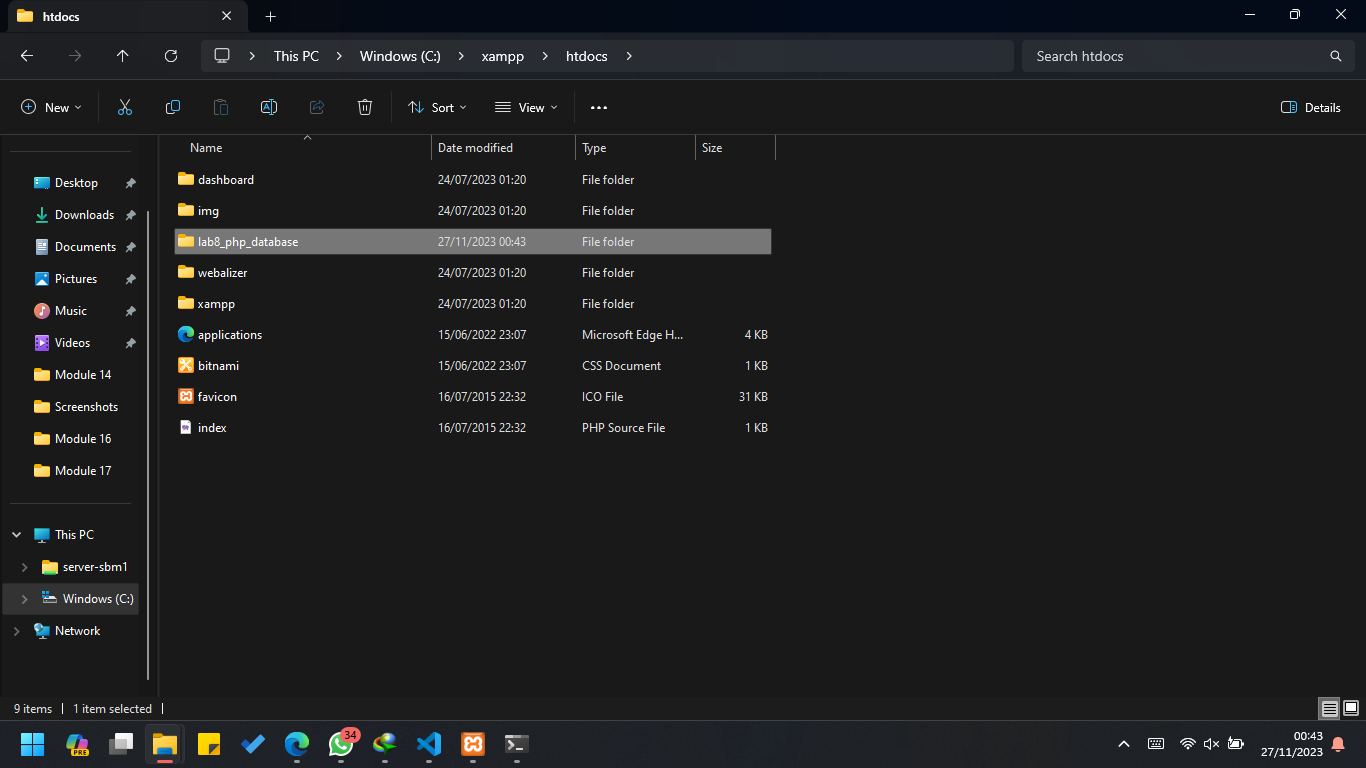 htdocs
This PC > Windows (C:) > xampp > htdocs >
Search htdocs
New
Sort
View
Details
Name Date modified Type Size
dashboard 24/07/2023 01:20 File folder
img 24/07/2023 01:20 File folder
lab8_php_database 27/11/2023 00:43 File folder
webalizer 24/07/2023 01:20 File folder
xampp 24/07/2023 01:20 File folder
applications 15/06/2022 23:07 Microsoft Edge H... 4 KB
bitnami 15/06/2022 23:07 CSS Document 1 KB
favicon 16/07/2015 22:32 ICO File 31 KB
index 16/07/2015 22:32 PHP Source File 1 KB
Desktop
Downloads
Documents
Pictures
Music
Videos
Module 14
Screenshots
Module 16
Module 17
This PC
server-sbm1
Windows (C:)
Network
9 items
1 item selected
PRE
34
00:43
27/11/2023